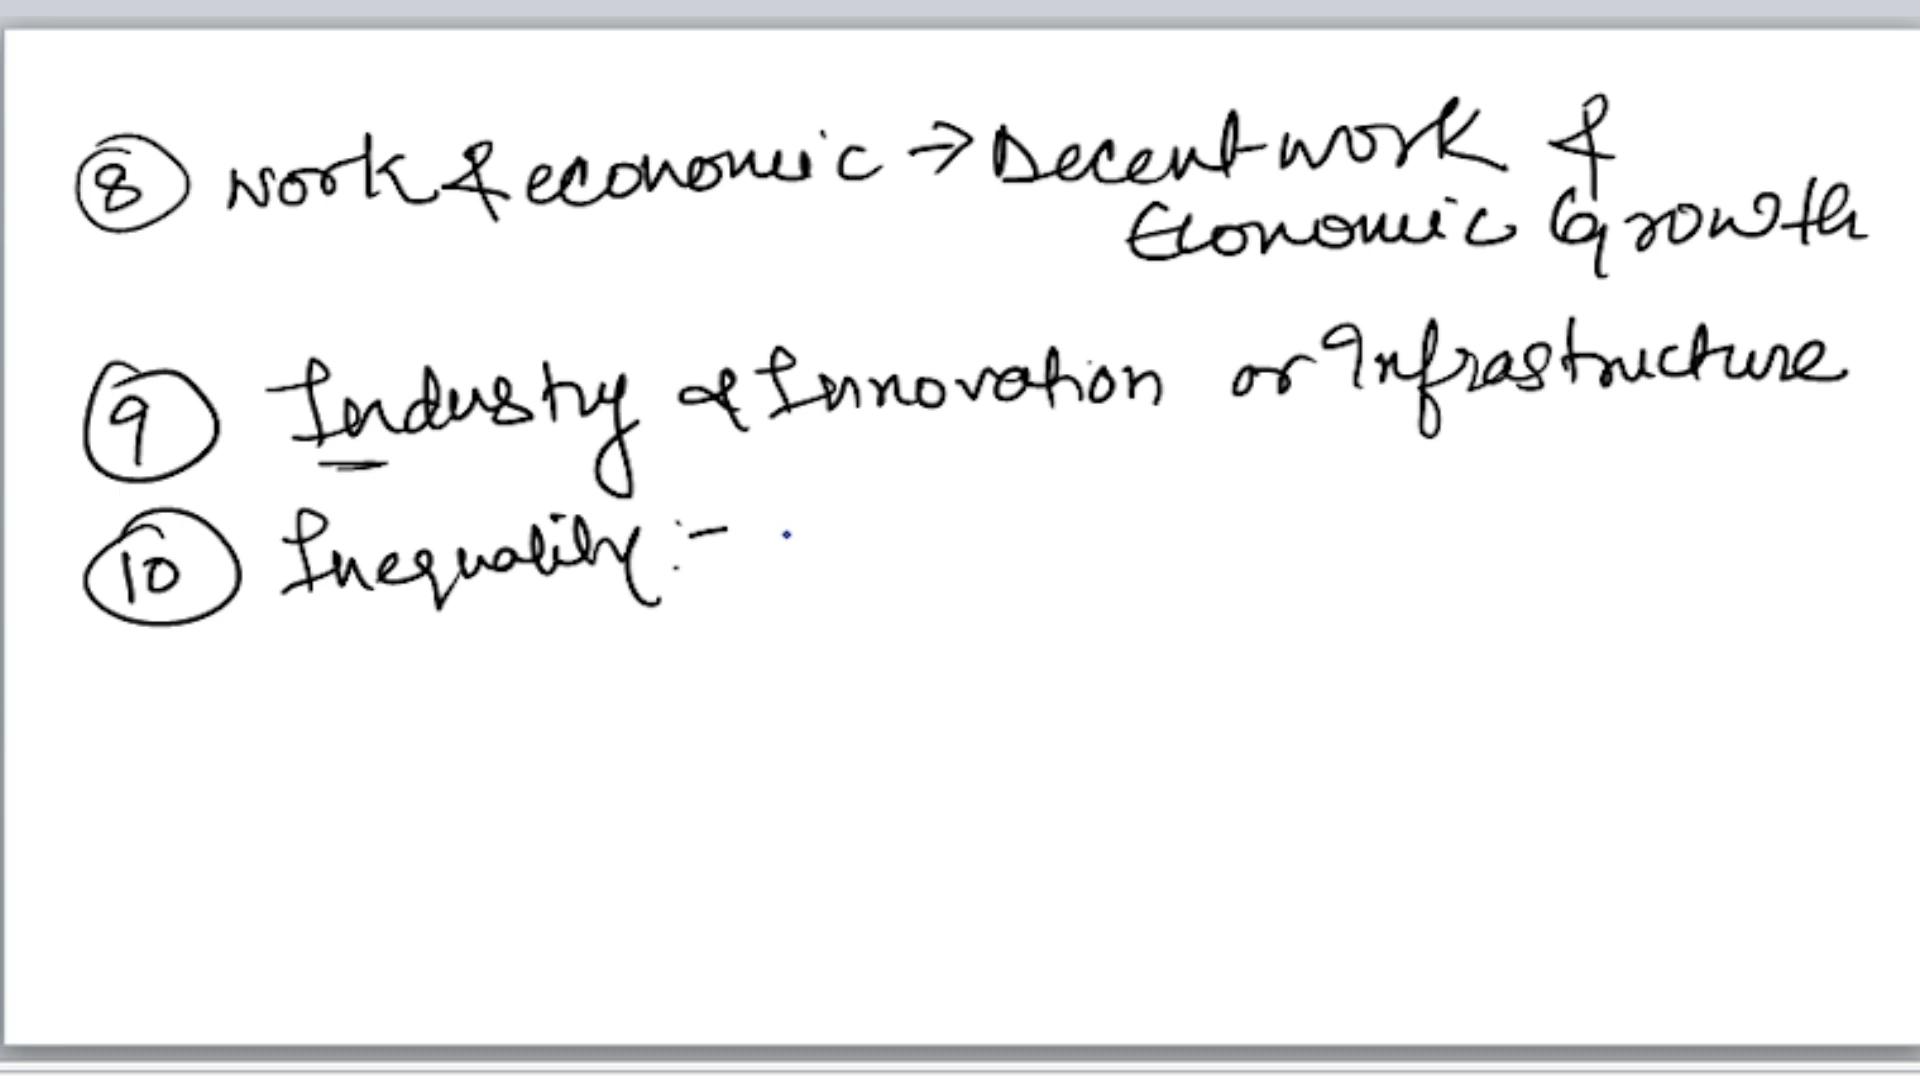 8 Work & economic → Decent work &
Economic Growth
9 Industry & Innovation or Infrastructure
10 Inequality :-